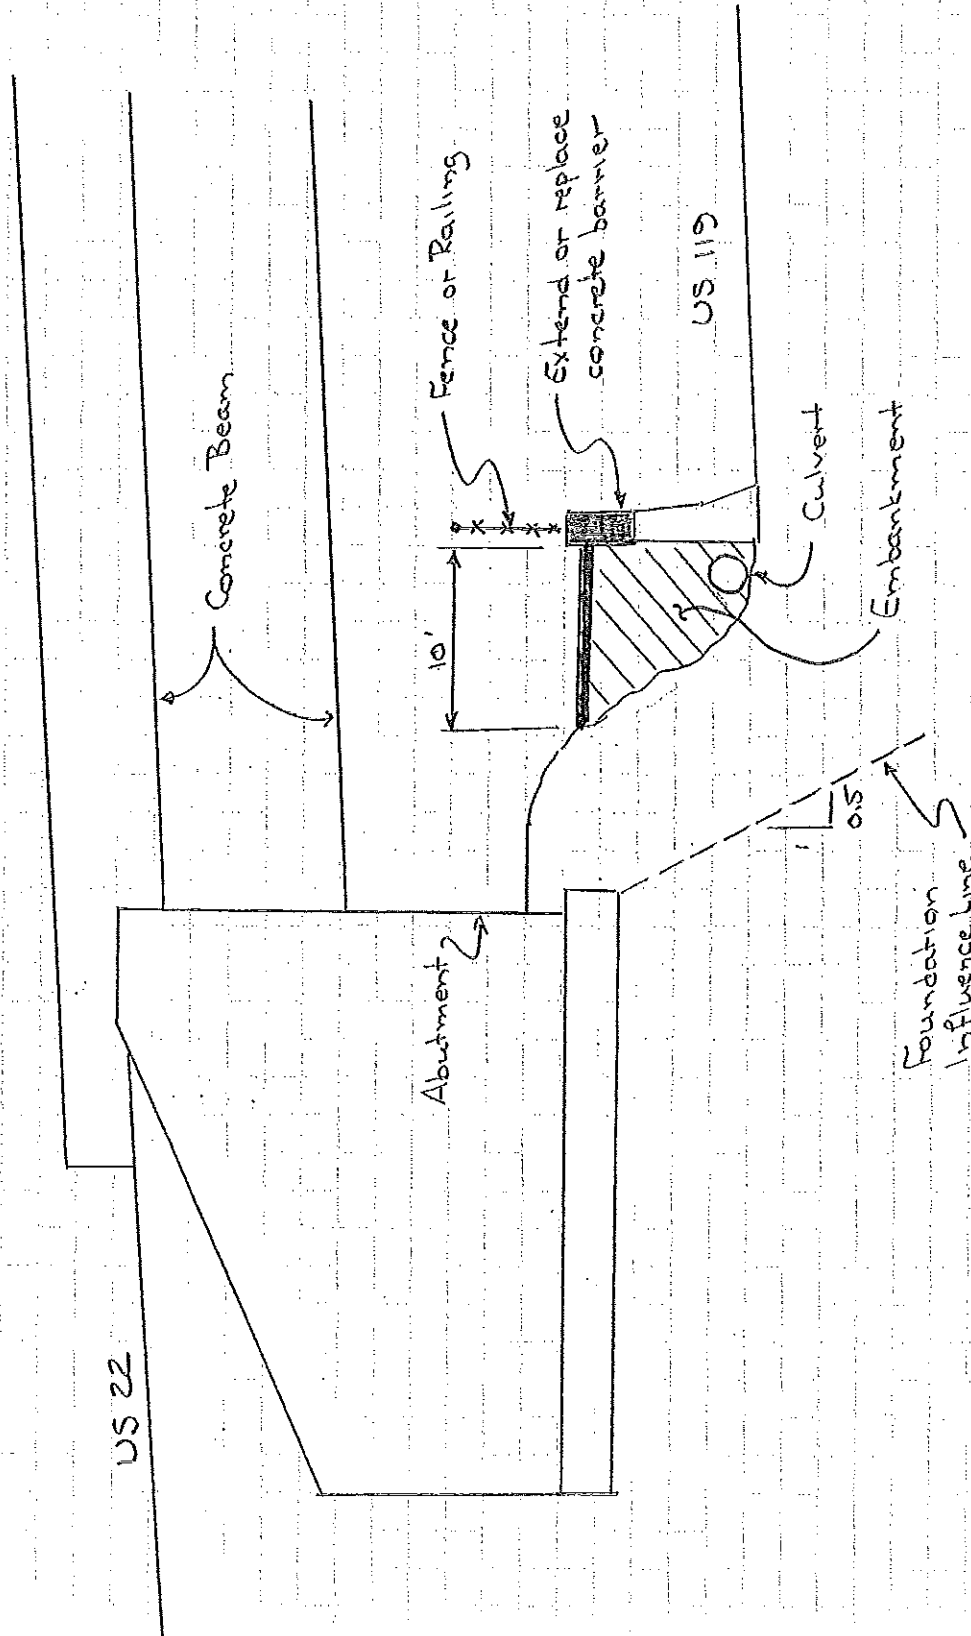 Concrete Beam
Fence or Railing
Extend or replace
concrete barrier
10'
US 119
US 22
Abutment
Culvert
Embankment
1
0.5
Foundation
Influence Line